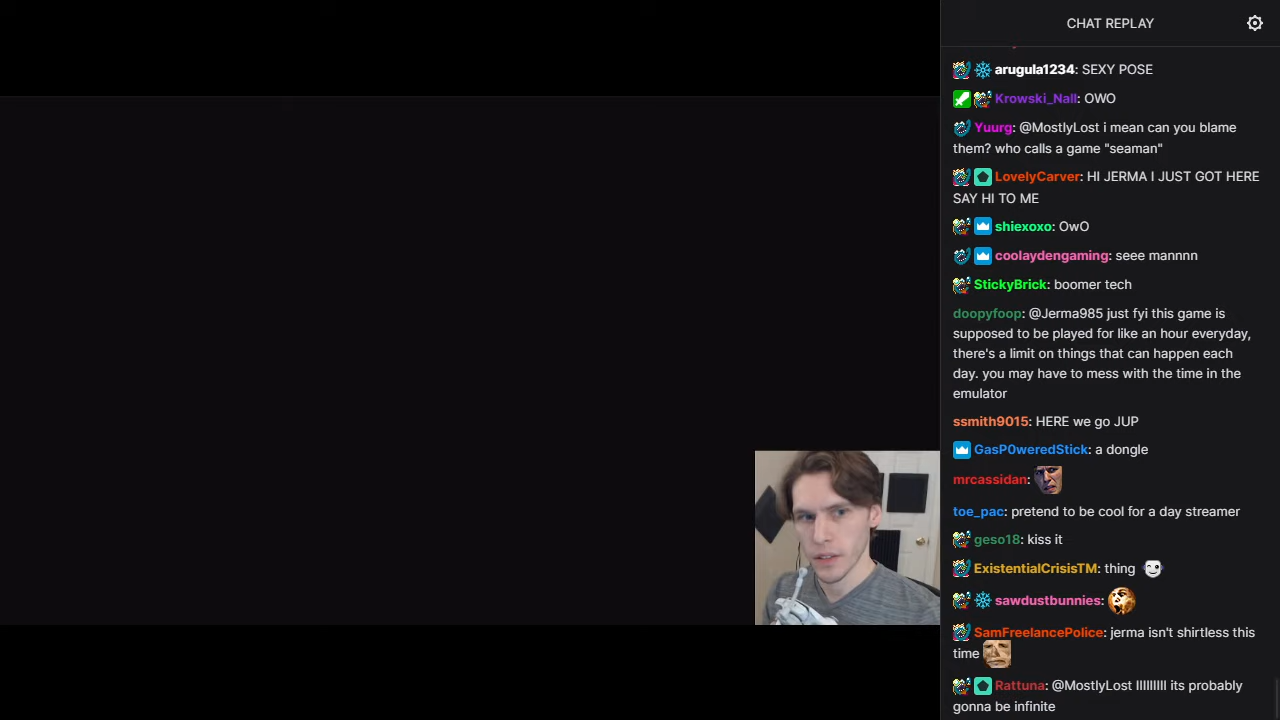 CHAT REPLAY
arugula1234: SEXY POSE
Krowski_Nall: OWO
Yuurg: @MostlyLost i mean can you blame
them? who calls a game "seaman"
LovelyCarver: HI JERMA I JUST GOT HERE
SAY HI TO ME
shiexoxo: OwO
coolaydengaming: seee mannnn
StickyBrick: boomer tech
doopyfoop: @Jerma985 just fyi this game is
supposed to be played for like an hour everyday,
there's a limit on things that can happen each
day. you may have to mess with the time in the
emulator
ssmith9015: HERE we go JUP
GasP0weredStick: a dongle
mrcassidan:
toe_pac: pretend to be cool for a day streamer
geso18: kiss it
ExistentialCrisisTM: thing
sawdustbunnies:
SamFreelancePolice: jerma isn't shirtless this
time
Rattuna: @MostlyLost lllllllll its probably
gonna be infinite